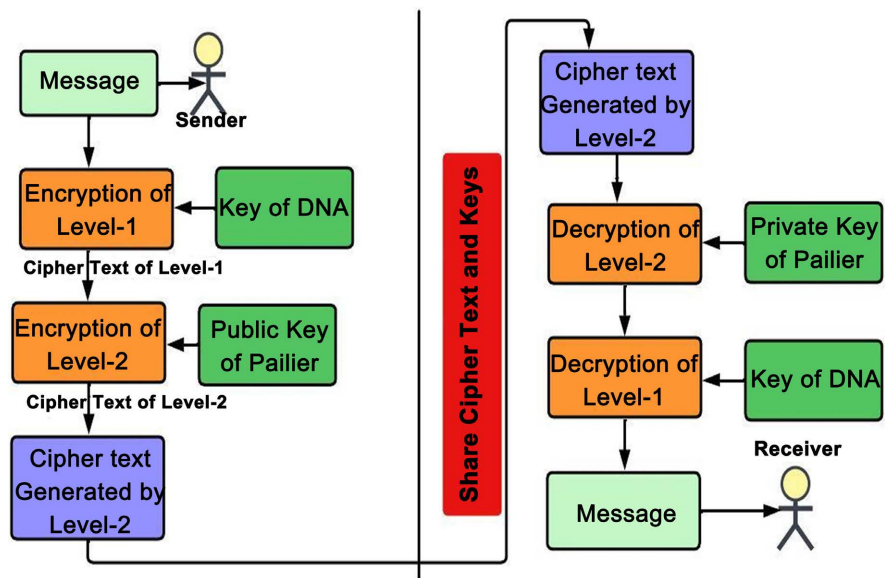 Message
Sender
Encryption of
Level-1
Key of DNA
Cipher Text of Level-1
Encryption of
Level-2
Public Key
of Pailier
Cipher Text of Level-2
Cipher text
Generated by
Level-2
Share Cipher Text and Keys
Cipher text
Generated by
Level-2
Decryption of
Level-2
Private Key
of Pailier
Decryption of
Level-1
Key of DNA
Receiver
Message